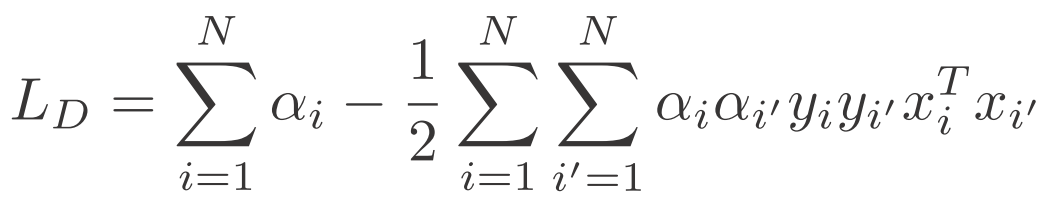 L_D = \sum_{i=1}^{N} \alpha_i - \frac{1}{2} \sum_{i=1}^{N} \sum_{i'=1}^{N} \alpha_i \alpha_{i'} y_i y_{i'} x_i^T x_{i'}